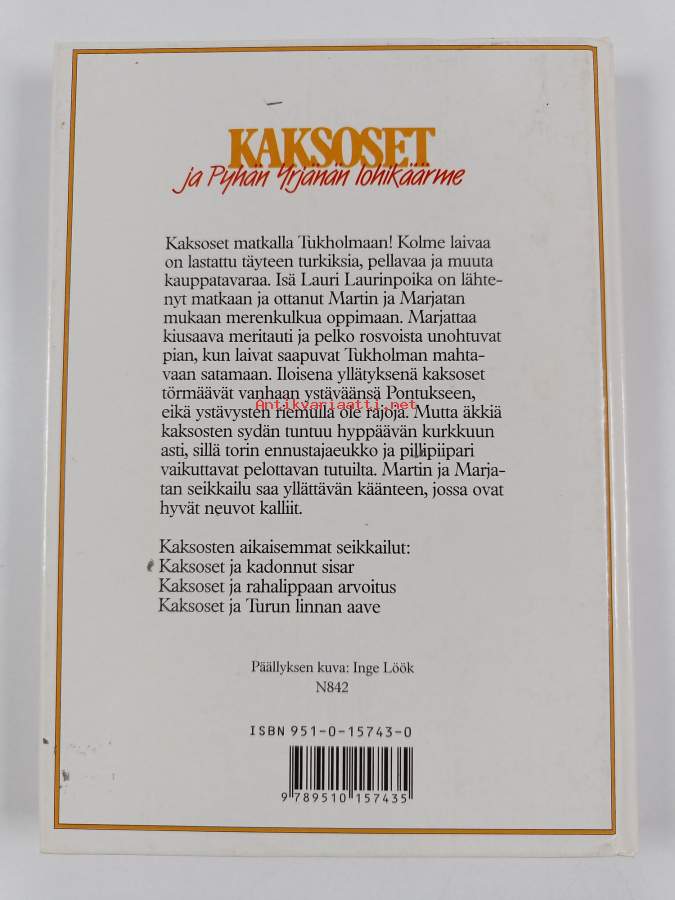 KAKSOSET
ja Pyhän Yrjänän lohikäärme
Kaksoset matkalla Tukholmaan! Kolme laivaa
on lastattu täyteen turkiksia, pellavaa ja muuta
kauppatavaraa. Isä Lauri Laurinpoika on lähte-
nyt matkaan ja ottanut Martin ja Marjatan
mukaan merenkulkua oppimaan. Marjattaa
kiusaava meritauti ja pelko rosvoista unohtuvat
pian, kun laivat saapuvat Tukholman mahta-
vaan satamaan. Iloisena yllätyksenä kaksoset
törmäävät vanhaan ystäväänsä Pontukseen,
Antikvariaatti.net
eikä ystävysten riemulla ole rajoja. Mutta äkkiä
kaksosten sydän tuntuu hyppäävän kurkkuun
asti, sillä torin ennustajaeukko ja pillipiipari
vaikuttavat pelottavan tutuilta. Martin ja Marja-
tan seikkailu saa yllättävän käänteen, jossa ovat
hyvät neuvot kalliit.
Kaksosten aikaisemmat seikkailut:
Kaksoset ja kadonnut sisar
Kaksoset ja rahalippaan arvoitus
Kaksoset ja Turun linnan aave
Päällyksen kuva: Inge Löök
N842
ISBN 951-0-15743-0
9 789510 157435